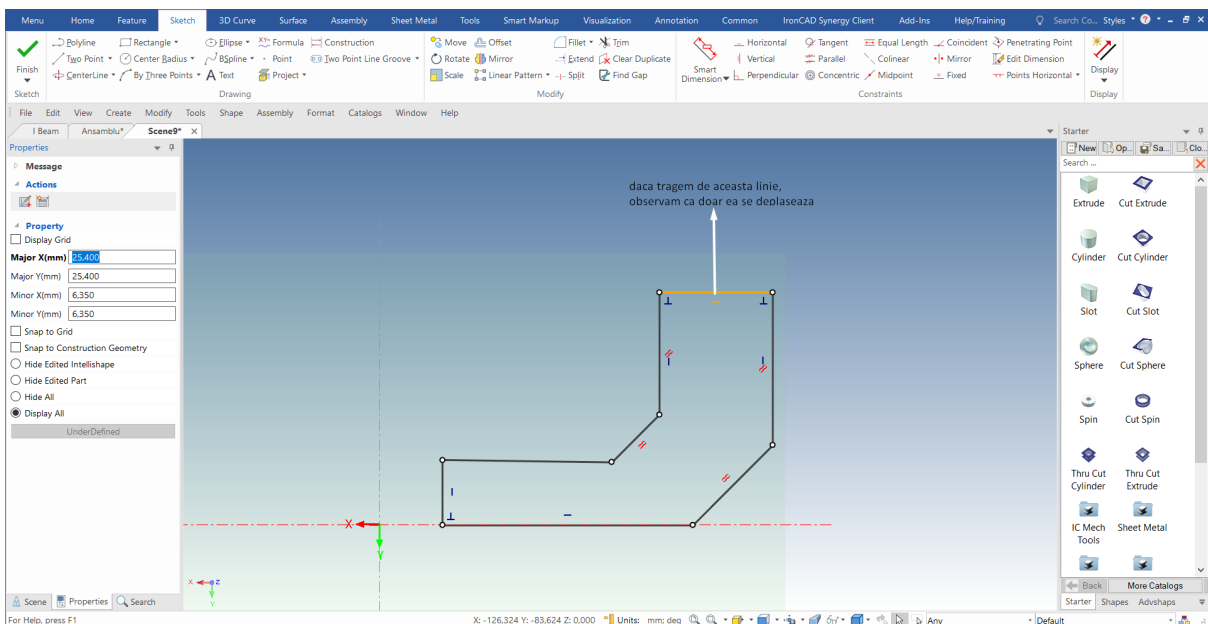 Menu Home Feature Sketch 3D Curve Surface Assembly Sheet Metal Tools Smart Markup Visualization Annotation Common IronCAD Synergy Client Add-Ins Help/Training Search Co... Styles
Polyline Rectangle Ellipse XY= Formula Construction Move Offset Fillet Trim Horizontal Tangent Equal Length Coincident Penetrating Point
Two Point Center Radius BSpline Point Two Point Line Groove Rotate Mirror Extend Clear Duplicate Vertical Parallel Colinear Mirror Edit Dimension
Finish CenterLine By Three Points A Text Project Scale Linear Pattern Split Find Gap Smart Dimension Perpendicular Concentric Midpoint Fixed Points Horizontal Display
Sketch Drawing Modify Constraints Display
File Edit View Create Modify Tools Shape Assembly Format Catalogs Window Help
I Beam Ansamblu* Scene9* Starter
Properties New Op... Sa... Clo...
Message Search ...
Actions
Extrude Cut Extrude
Property
Display Grid
Major X(mm) 25,400
Major Y(mm) 25,400
Minor X(mm) 6,350
Minor Y(mm) 6,350
Snap to Grid
Snap to Construction Geometry
Hide Edited Intellishape
Hide Edited Part
Hide All
Display All
UnderDefined
daca tragem de aceasta linie,
observam ca doar ea se deplaseaza
X
Y
X Z
Y
Cylinder Cut Cylinder
Slot Cut Slot
Sphere Cut Sphere
Spin Cut Spin
Thru Cut Thru Cut
Cylinder Extrude
IC Mech Sheet Metal
Tools
Back More Catalogs
Scene Properties Search Starter Shapes Advshaps
For Help, press F1 X: -126,324 Y: -83,624 Z: 0,000 Units: mm; deg Any Default